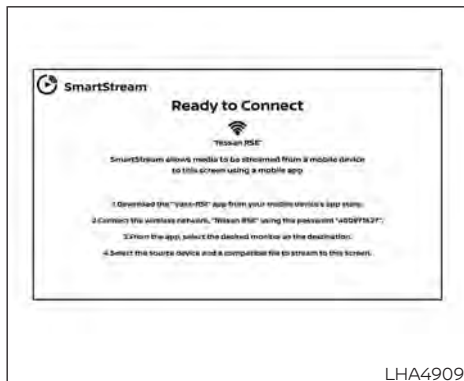 SmartStream
Ready to Connect
"Nissan RSE"
SmartStream allows media to be streamed from a mobile device
to this screen using a mobile app
1.Download the app from your mobile device's app store.
2.Connect the wireless network, "Nissan RSE" using the password
3.From the app, select the desired monitor as the destination.
4.Select the source device and a compatible file to stream to this screen.
LHA4909